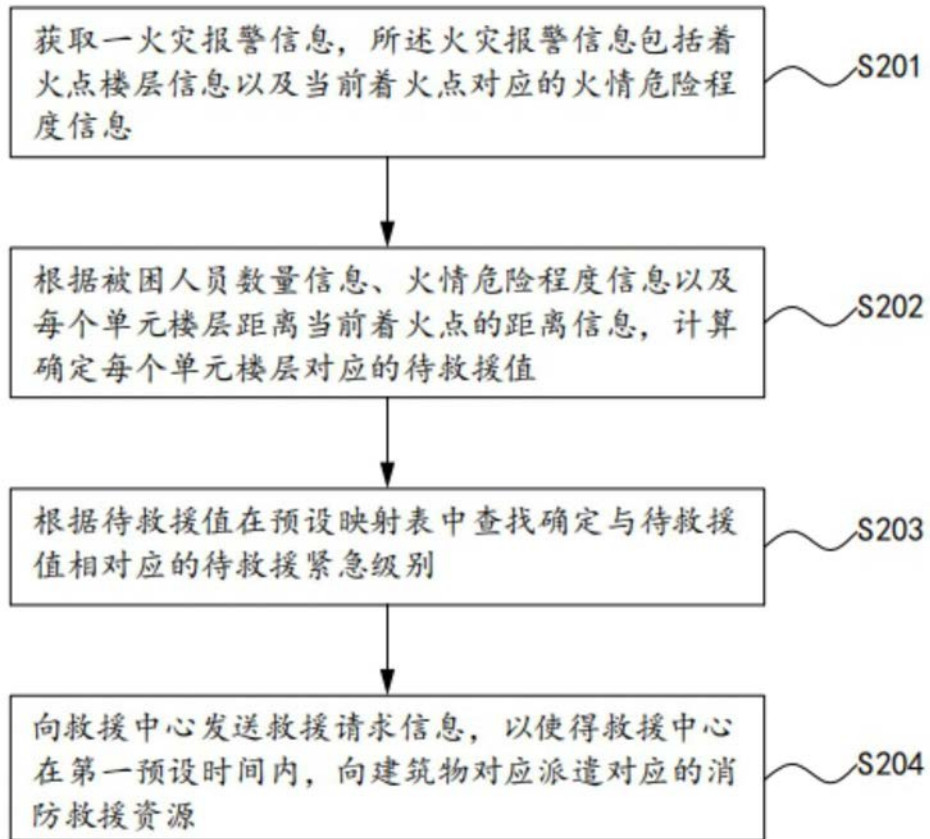 获取一火灾报警信息，所述火灾报警信息包括着
火点楼层信息以及当前着火点对应的火情危险程
度信息
S201
根据被困人员数量信息、火情危险程度信息以及
每个单元楼层距离当前着火点的距离信息，计算
确定每个单元楼层对应的待救援值
S202
根据待救援值在预设映射表中查找确定与待救援
值相对应的待救援紧急级别
S203
向救援中心发送救援请求信息，以使得救援中心
在第一预设时间内，向建筑物对应派遣对应的消
防救援资源
S204